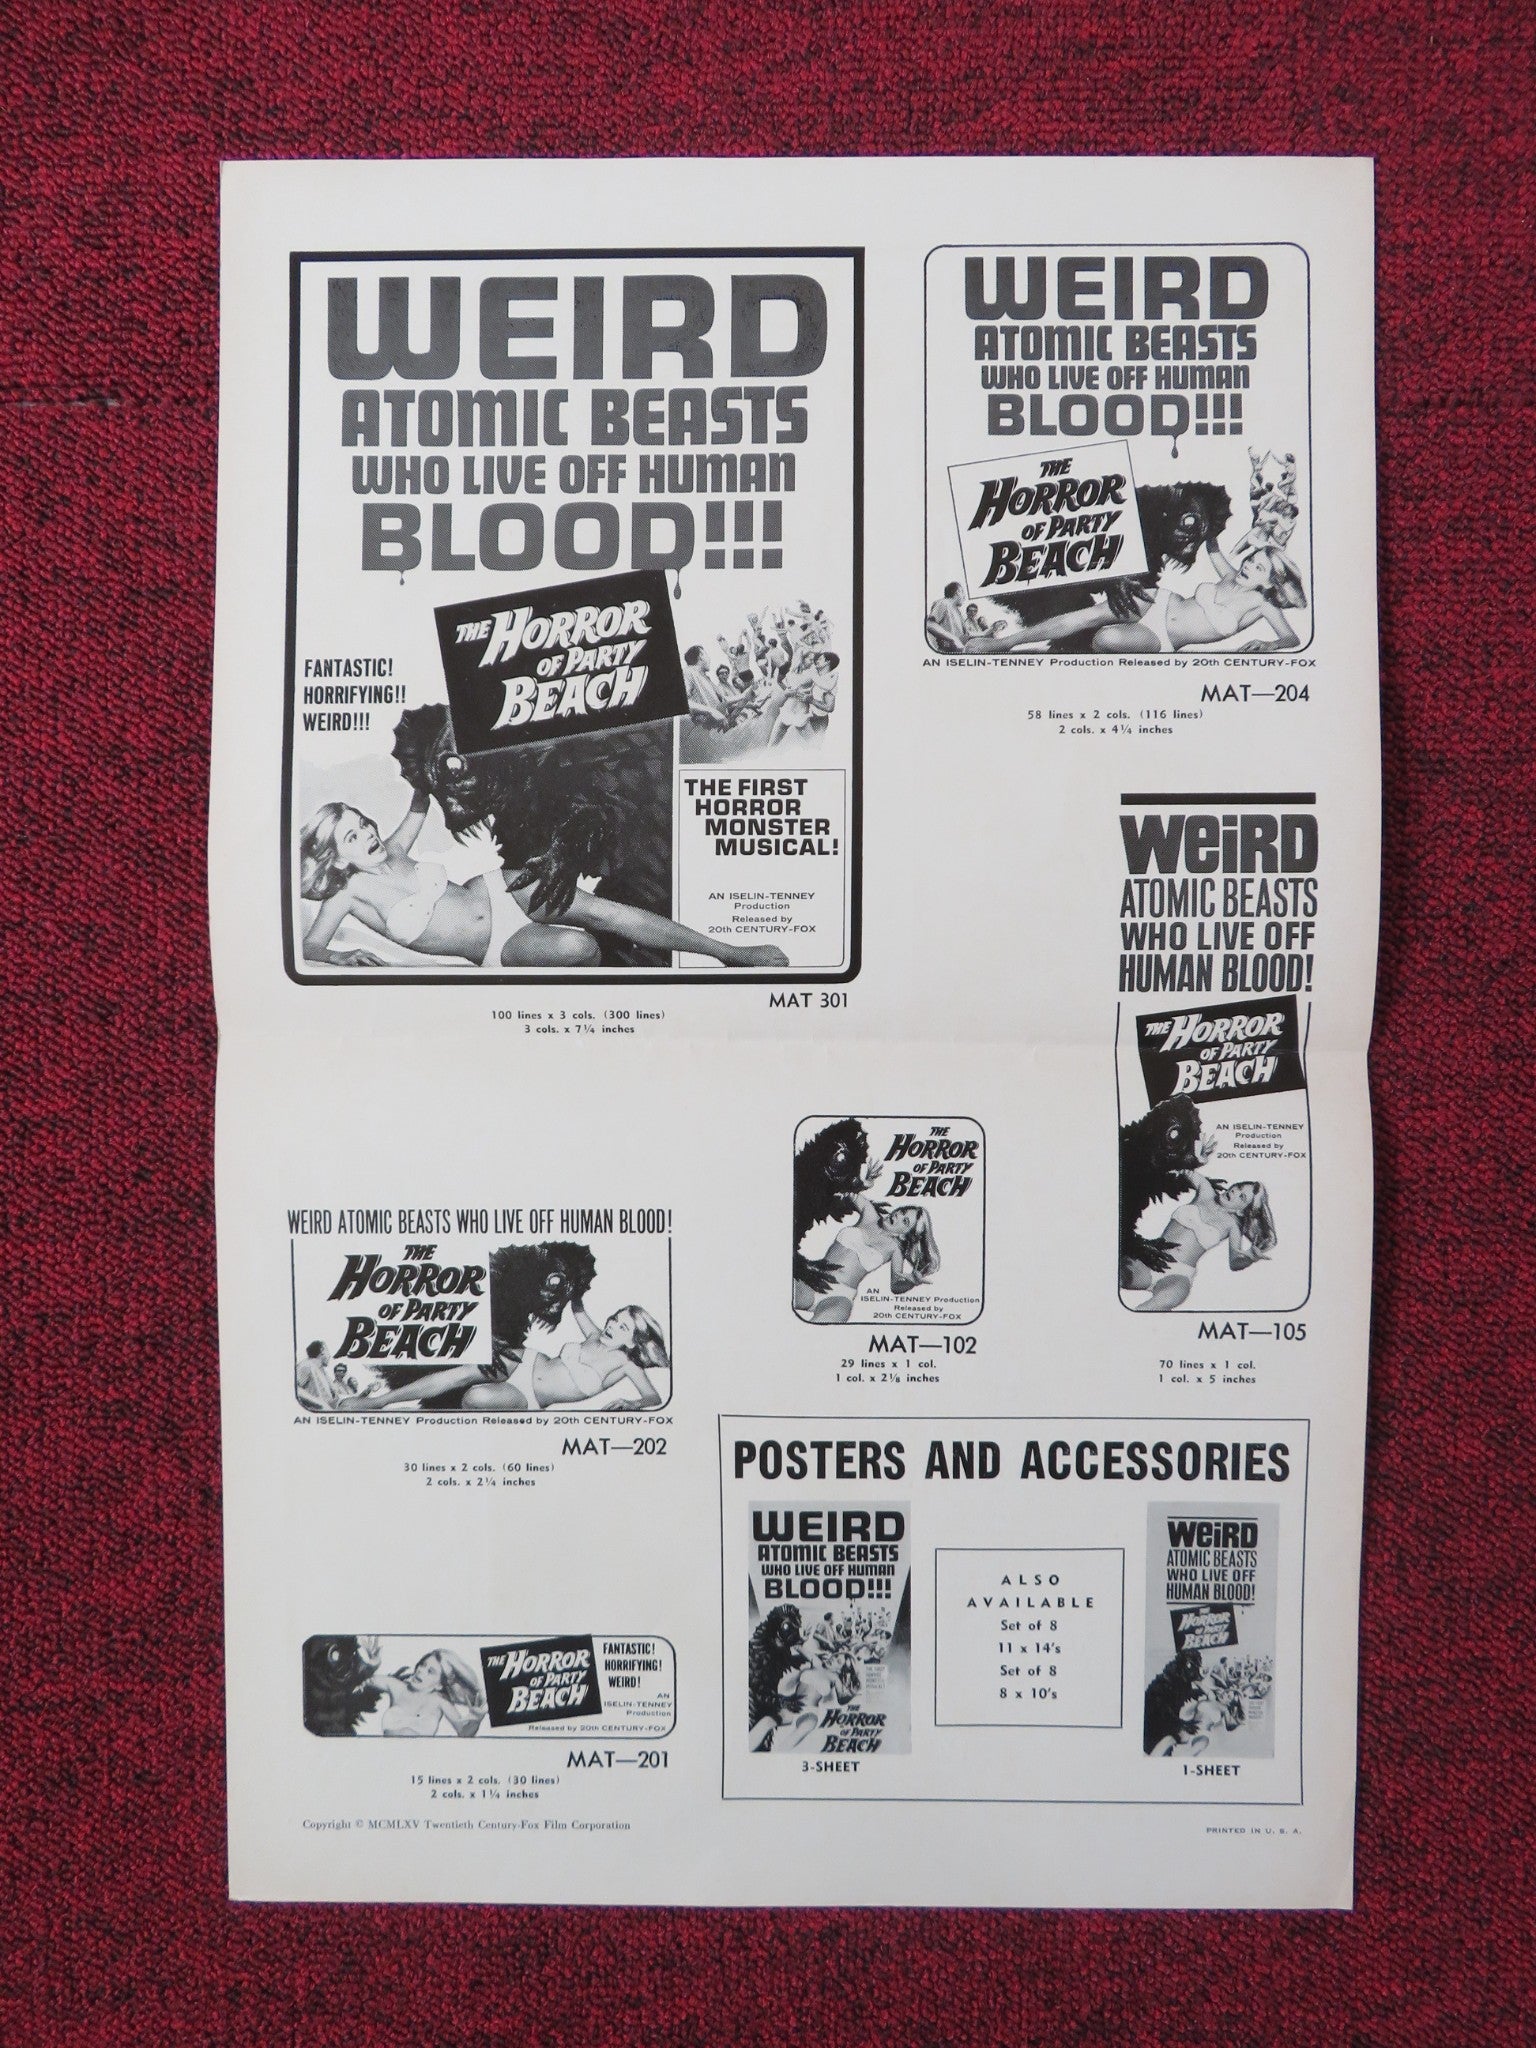 WEIRD
ATOMIC BEASTS
WHO LIVE OFF HUMAN
BLOOD!!!
THE HORROR
OF PARTY
BEACH
FANTASTIC!
HORRIFYING!!
WEIRD!!!
THE FIRST
HORROR
MONSTER
MUSICAL!
AN ISELIN-TENNEY
Production
Released by
20th CENTURY-FOX
MAT 301
100 lines x 3 cols. (300 lines)
3 cols. x 7¼ inches
WEIRD
ATOMIC BEASTS
WHO LIVE OFF HUMAN
BLOOD!!!
THE
HORROR
OF PARTY
BEACH
AN ISELIN-TENNEY Production Released by 20th CENTURY-FOX
MAT—204
58 lines x 2 cols. (116 lines)
2 cols. x 4¼ inches
WEiRD
ATOMIC BEASTS
WHO LIVE OFF
HUMAN BLOOD!
THE HORROR
OF PARTY
BEACH
AN ISELIN-TENNEY
Production
Released by
20th CENTURY-FOX
MAT—105
70 lines x 1 col.
1 col. x 5 inches
THE
HORROR
OF PARTY
BEACH
AN
ISELIN-TENNEY Production
Released by
20th CENTURY-FOX
MAT—102
29 lines x 1 col.
1 col. x 2⅛ inches
WEIRD ATOMIC BEASTS WHO LIVE OFF HUMAN BLOOD!
THE
HORROR
OF PARTY
BEACH
AN ISELIN-TENNEY Production Released by 20th CENTURY-FOX
MAT—202
30 lines x 2 cols. (60 lines)
2 cols. x 2¼ inches
THE HORROR
OF PARTY
BEACH
FANTASTIC!
HORRIFYING!
WEIRD!
AN
ISELIN-TENNEY
Production
Released by 20th CENTURY-FOX
MAT—201
15 lines x 2 cols. (30 lines)
2 cols. x 1¼ inches
POSTERS AND ACCESSORIES
WEIRD
ATOMIC BEASTS
WHO LIVE OFF HUMAN
BLOOD!!!
THE
HORROR
OF PARTY
BEACH
3-SHEET
ALSO
AVAILABLE
Set of 8
11 x 14's
Set of 8
8 x 10's
WEiRD
ATOMIC BEASTS
WHO LIVE OFF
HUMAN BLOOD!
THE
HORROR
OF PARTY
BEACH
1-SHEET
Copyright © MCMLXV Twentieth Century-Fox Film Corporation
PRINTED IN U. S. A.